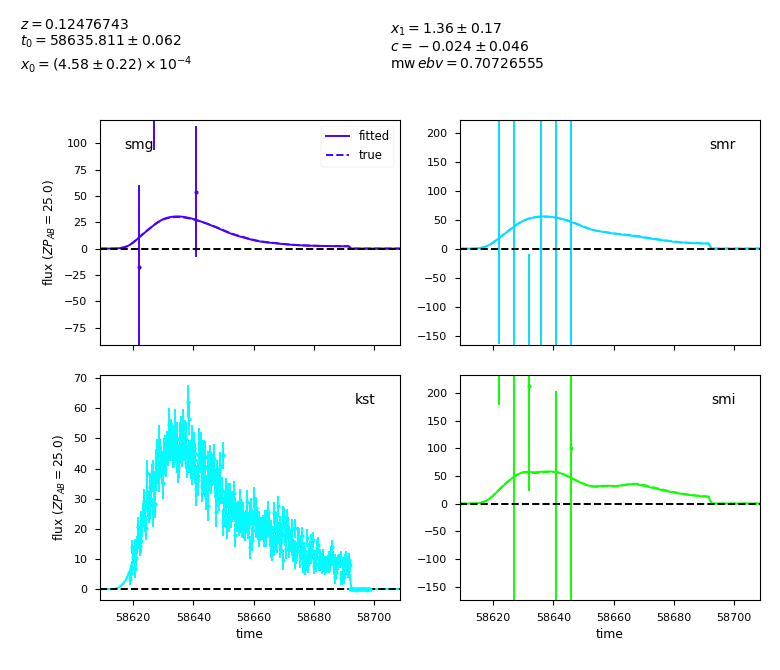 z = 0.12476743
t0 = 58635.811 ± 0.062
x0 = (4.58 ± 0.22) × 10^−4
x1 = 1.36 ± 0.17
c = −0.024 ± 0.046
mwebv = 0.70726555
smg
fitted
true
100
75
50
25
0
−25
−50
−75
flux (ZP_AB = 25.0)
smr
200
150
100
50
0
−50
−100
−150
kst
70
60
50
40
30
20
10
0
flux (ZP_AB = 25.0)
58620 58640 58660 58680 58700
time
smi
200
150
100
50
0
−50
−100
−150
58620 58640 58660 58680 58700
time